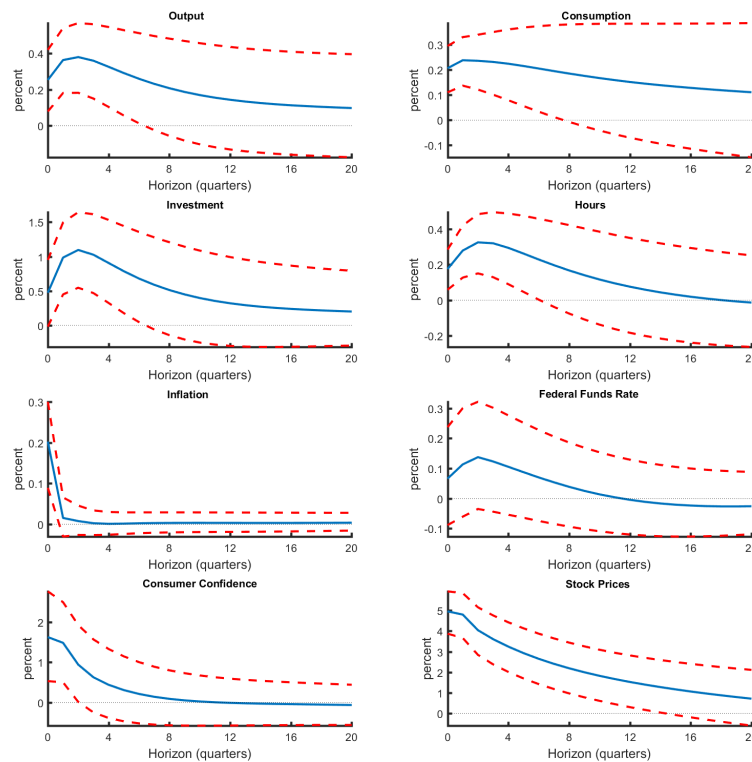 Output
0.4
0.2
0
percent
0 4 8 12 16 20
Horizon (quarters)
Consumption
0.3
0.2
0.1
0
-0.1
percent
0 4 8 12 16 2
Horizon (quarters)
Investment
1.5
1
0.5
0
percent
0 4 8 12 16 20
Horizon (quarters)
Hours
0.4
0.2
0
-0.2
percent
0 4 8 12 16 2
Horizon (quarters)
Inflation
0.3
0.2
0.1
0
percent
0 4 8 12 16 20
Horizon (quarters)
Federal Funds Rate
0.3
0.2
0.1
0
-0.1
percent
0 4 8 12 16 2
Horizon (quarters)
Consumer Confidence
2
1
0
percent
0 4 8 12 16 20
Horizon (quarters)
Stock Prices
5
4
3
2
1
0
percent
0 4 8 12 16 2
Horizon (quarters)